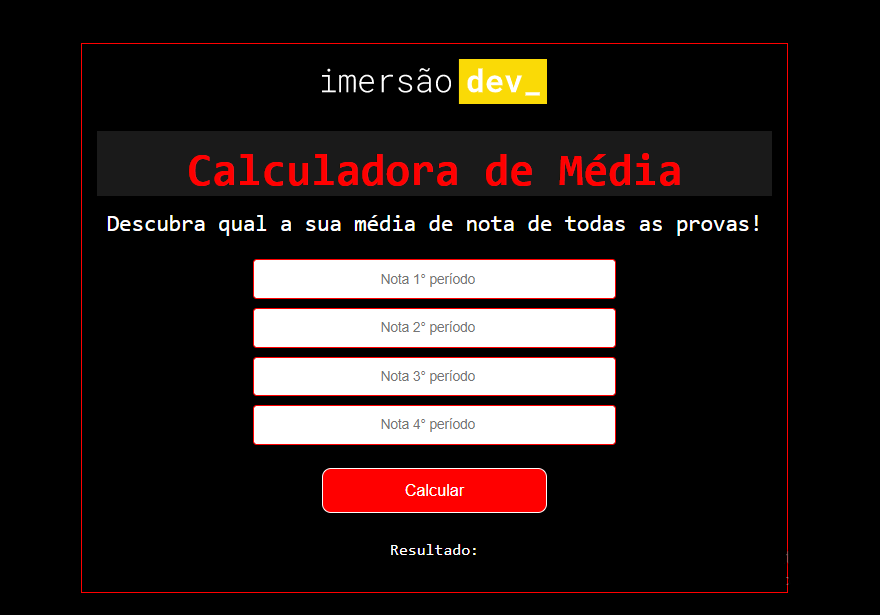 imersão dev_
Calculadora de Média
Descubra qual a sua média de nota de todas as provas!
Nota 1° período
Nota 2° período
Nota 3° período
Nota 4° período
Calcular
Resultado: